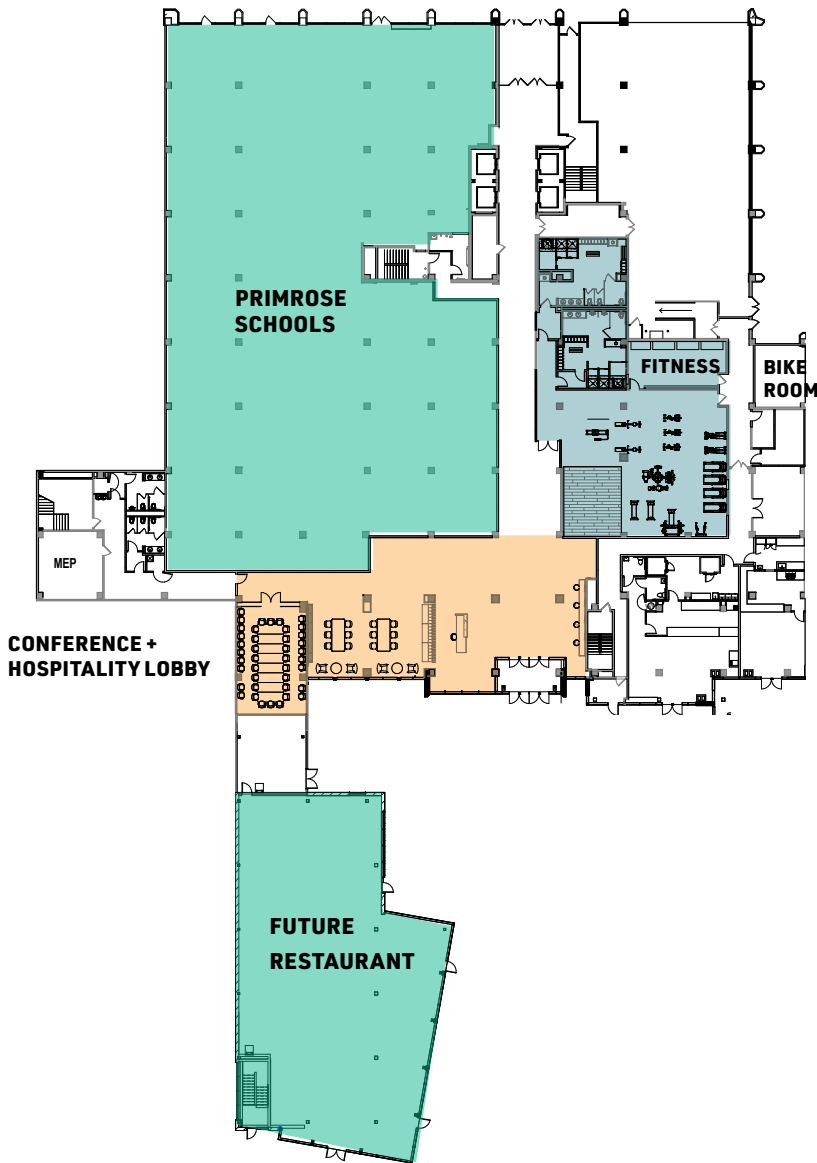 PRIMROSE
SCHOOLS
FITNESS
BIKE
ROOM
MEP
CONFERENCE +
HOSPITALITY LOBBY
FUTURE
RESTAURANT